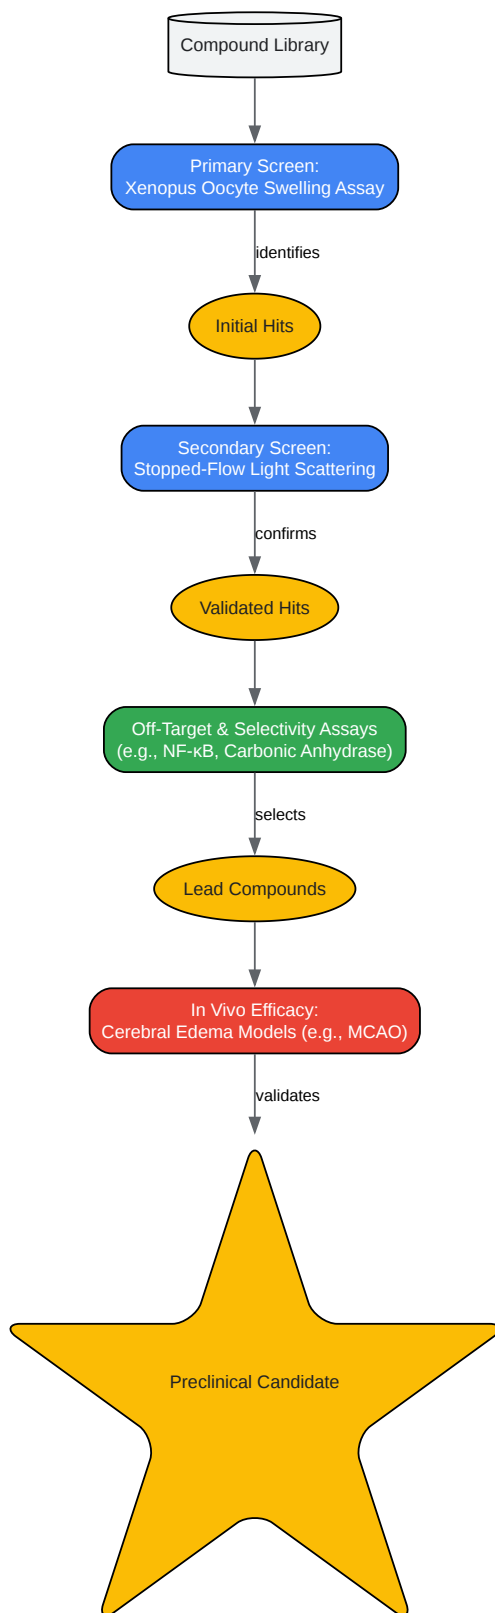 Compound Library
Primary Screen:
Xenopus Oocyte Swelling Assay
identifies
Initial Hits
Secondary Screen:
Stopped-Flow Light Scattering
confirms
Validated Hits
Off-Target & Selectivity Assays
(e.g., NF-κB, Carbonic Anhydrase)
selects
Lead Compounds
In Vivo Efficacy:
Cerebral Edema Models (e.g., MCAO)
validates
Preclinical Candidate